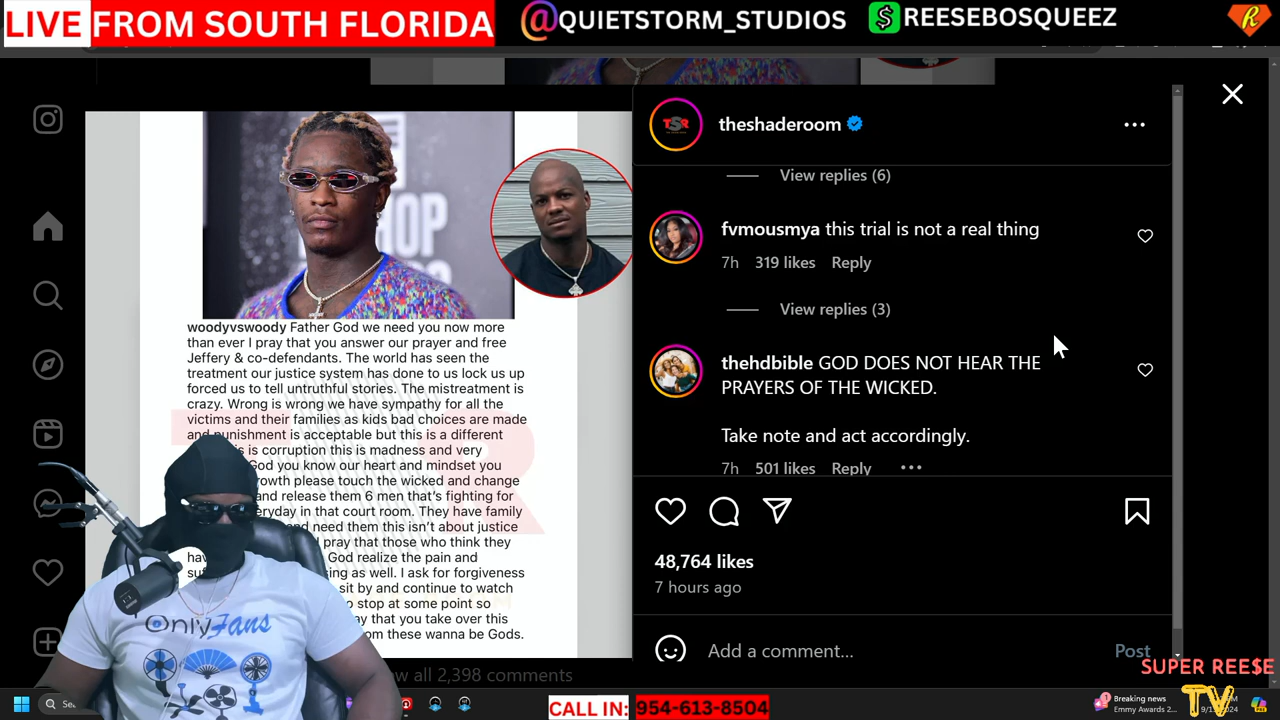 LIVE FROM SOUTH FLORIDA
@QUIETSTORM_STUDIOS
$ REESEBOSQUEEZ
R
HOP
TSR
theshaderoom
View replies (6)
fvmousmya this trial is not a real thing
7h 319 likes Reply
View replies (3)
thehdbible GOD DOES NOT HEAR THE
PRAYERS OF THE WICKED.
Take note and act accordingly.
7h 501 likes Reply
48,764 likes
7 hours ago
Add a comment...
Post
woodyvswoody Father God we need you now more
than ever I pray that you answer our prayer and free
Jeffery & co-defendants. The world has seen the
treatment our justice system has done to us lock us up
forced us to tell untruthful stories. The mistreatment is
crazy. Wrong is wrong we have sympathy for all the
victims and their families as kids bad choices are made
and punishment is acceptable but this is a different
is corruption this is madness and very
God you know our heart and mindset you
growth please touch the wicked and change
and release them 6 men that's fighting for
everyday in that court room. They have family
and need them this isn't about justice
I pray that those who think they
God realize the pain and
as well. I ask for forgiveness
sit by and continue to watch
stop at some point so
that you take over this
from these wanna be Gods.
OnlyFans
all 2,398 comments
SUPER REE$E
TV
CALL IN: 954-613-8504
Breaking news
Emmy Awards 2...